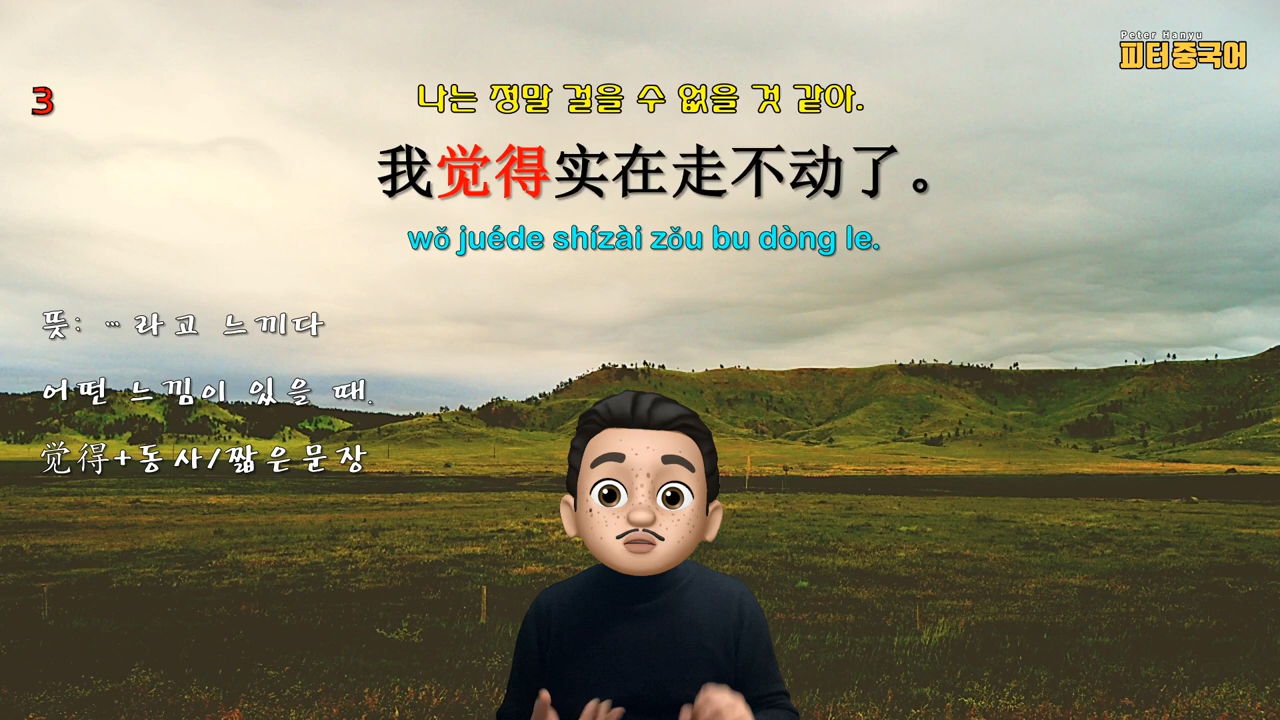 Peter Hanyu
피터중국어
3
나는 정말 걸을 수 없을 것 같아.
我觉得实在走不动了。
wǒ juéde shízài zǒu bu dòng le.
뜻: …라고 느끼다
어떤 느낌이 있을 때.
觉得+동사/짧은문장